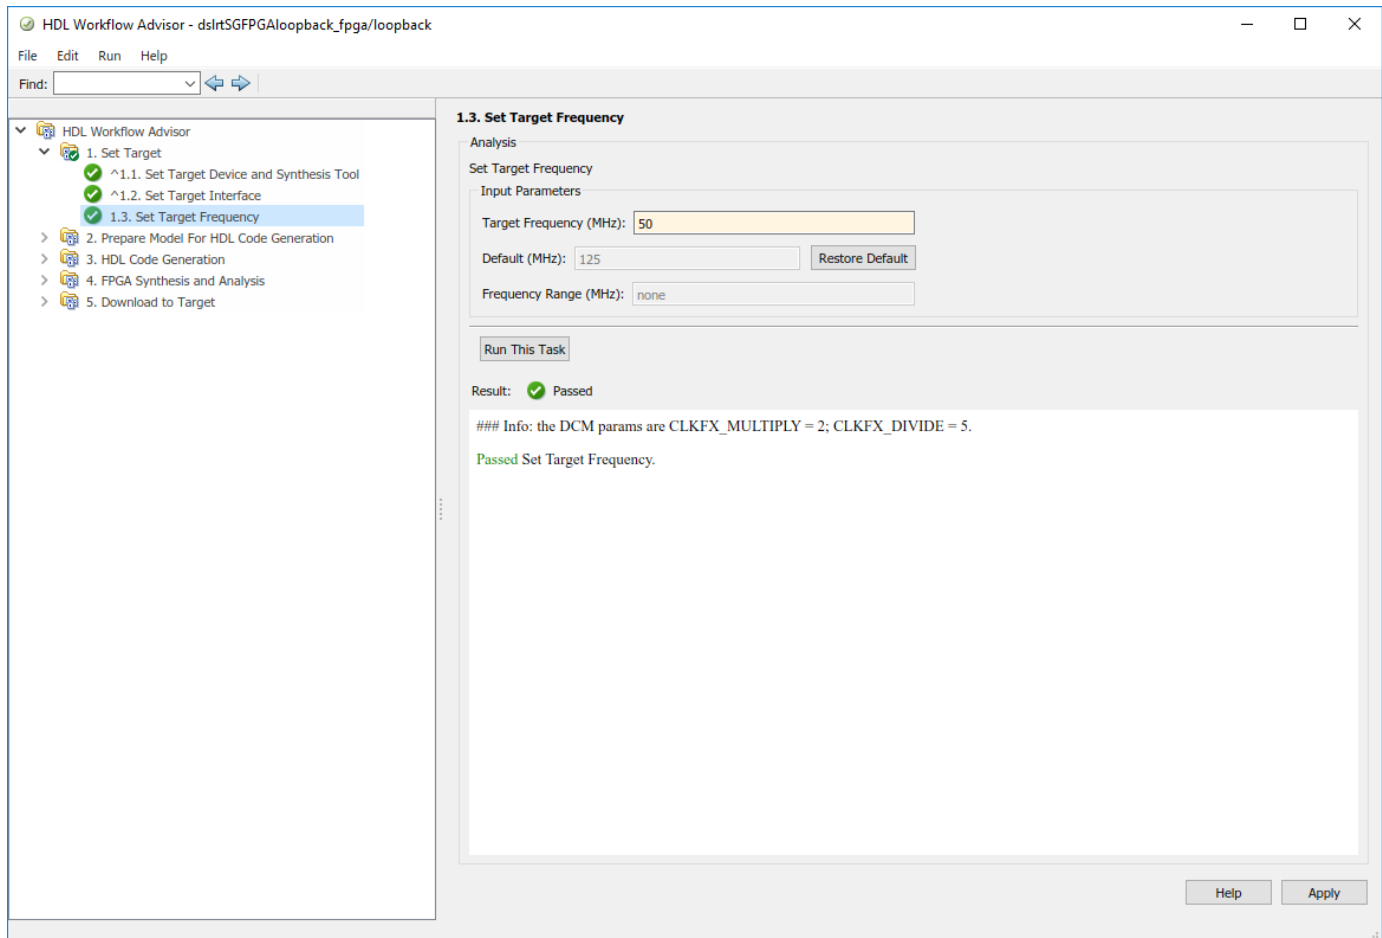 HDL Workflow Advisor - dslrtSGFPGAloopback_fpga/loopback
File Edit Run Help
Find:
HDL Workflow Advisor
1. Set Target
^1.1. Set Target Device and Synthesis Tool
^1.2. Set Target Interface
1.3. Set Target Frequency
2. Prepare Model For HDL Code Generation
3. HDL Code Generation
4. FPGA Synthesis and Analysis
5. Download to Target
1.3. Set Target Frequency
Analysis
Set Target Frequency
Input Parameters
Target Frequency (MHz): 50
Default (MHz): 125 Restore Default
Frequency Range (MHz): none
Run This Task
Result: Passed
### Info: the DCM params are CLKFX_MULTIPLY = 2; CLKFX_DIVIDE = 5.
Passed Set Target Frequency.
Help Apply